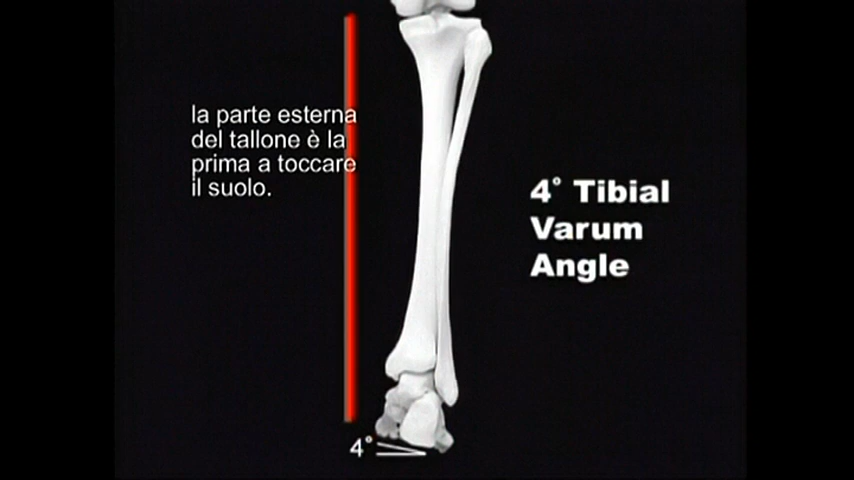 la parte esterna
del tallone è la
prima a toccare
il suolo.
4° Tibial
Varum
Angle
4°